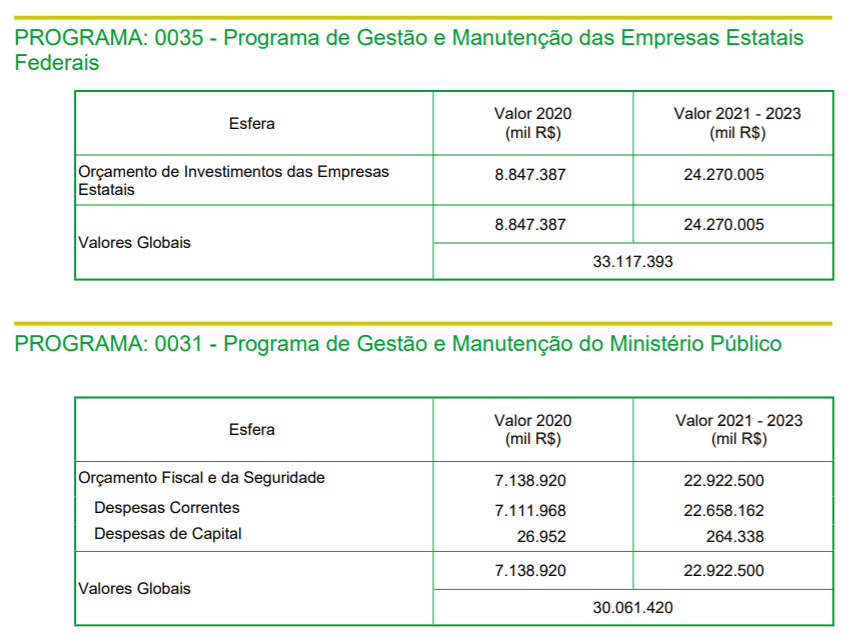 PROGRAMA: 0035 - Programa de Gestão e Manutenção das Empresas Estatais
Federais
Esfera
Valor 2020
(mil R$)
Valor 2021 - 2023
(mil R$)
Orçamento de Investimentos das Empresas
Estatais
8.847.387
24.270.005
Valores Globais
8.847.387
24.270.005
33.117.393
PROGRAMA: 0031 - Programa de Gestão e Manutenção do Ministério Público
Esfera
Valor 2020
(mil R$)
Valor 2021 - 2023
(mil R$)
Orçamento Fiscal e da Seguridade
7.138.920
22.922.500
Despesas Correntes
7.111.968
22.658.162
Despesas de Capital
26.952
264.338
Valores Globais
7.138.920
22.922.500
30.061.420